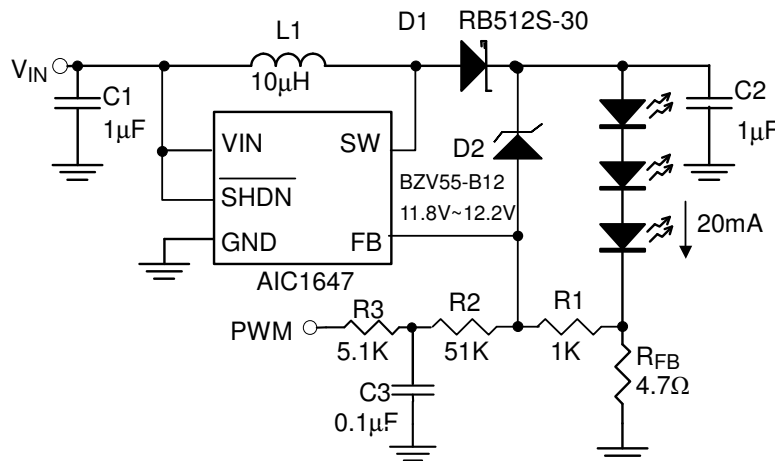 D1
RB512S-30
L1
V_IN
10μH
C1
1μF
C2
1μF
VIN
SW
D2
SHDN
BZV55-B12
11.8V~12.2V
GND
FB
20mA
AIC1647
PWM
R3
5.1K
R2
51K
R1
1K
R_FB
4.7Ω
C3
0.1μF